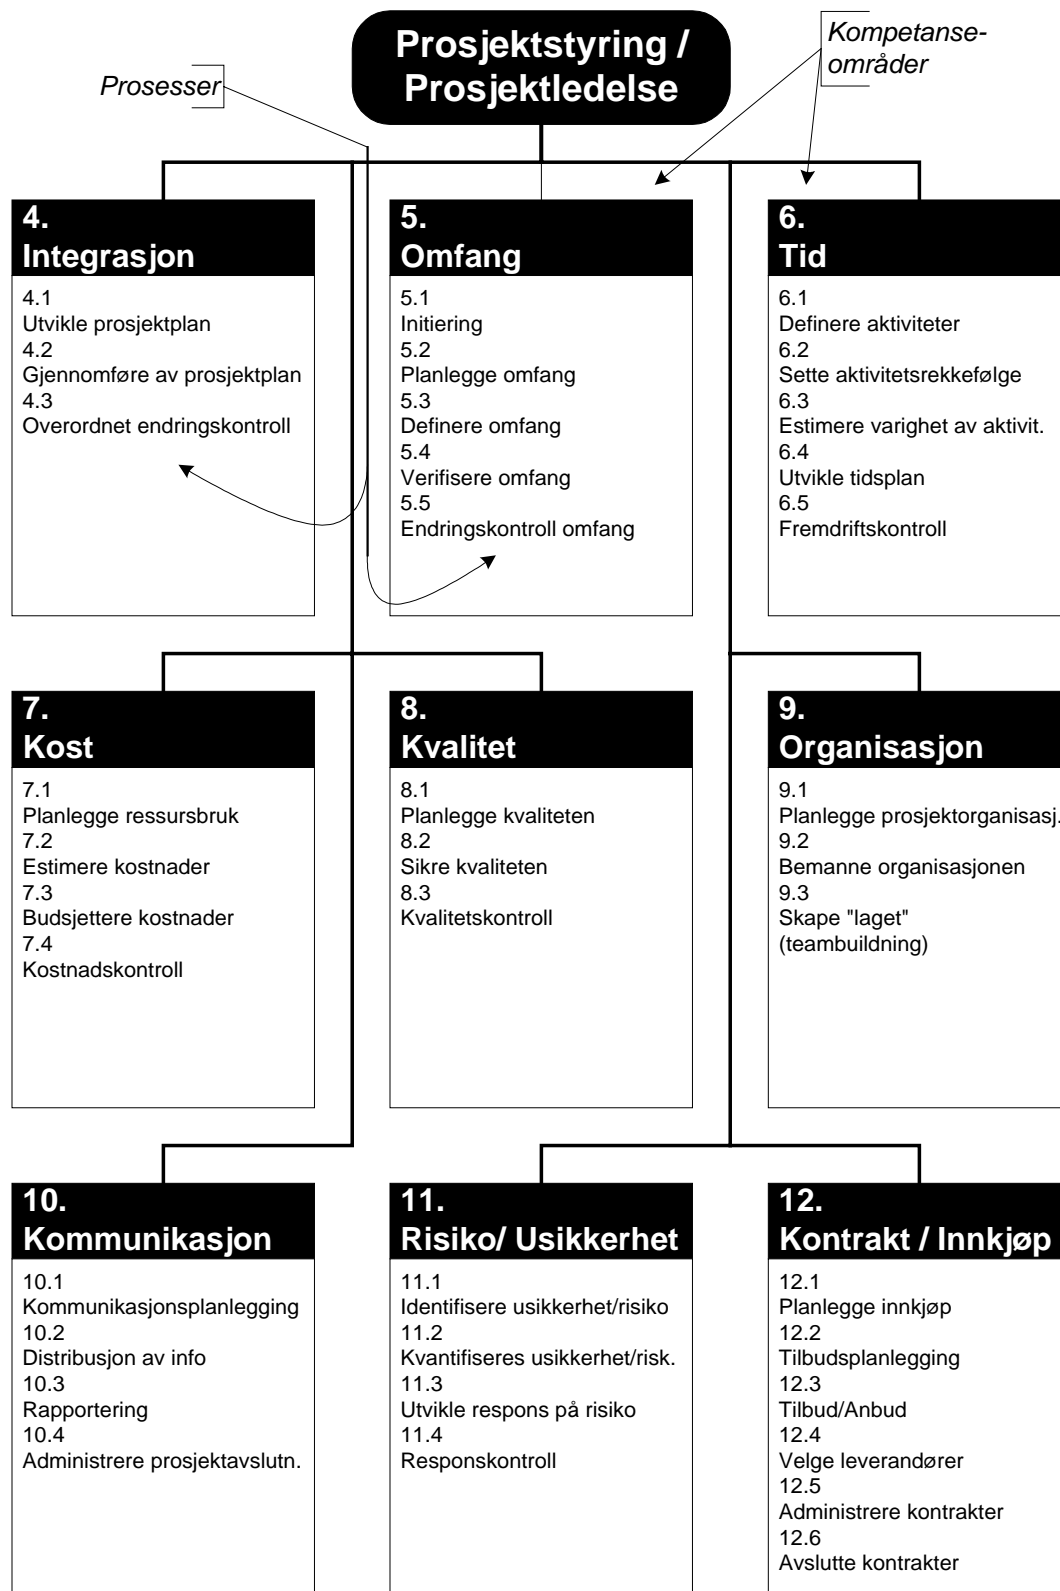 Prosjektstyring /
Prosjektledelse
Kompetanse-
områder
Prosesser
4.
Integrasjon
4.1
Utvikle prosjektplan
4.2
Gjennomføre av prosjektplan
4.3
Overordnet endringskontroll
5.
Omfang
5.1
Initiering
5.2
Planlegge omfang
5.3
Definere omfang
5.4
Verifisere omfang
5.5
Endringskontroll omfang
6.
Tid
6.1
Definere aktiviteter
6.2
Sette aktivitetsrekkefølge
6.3
Estimere varighet av aktivit.
6.4
Utvikle tidsplan
6.5
Fremdriftskontroll
7.
Kost
7.1
Planlegge ressursbruk
7.2
Estimere kostnader
7.3
Budsjettere kostnader
7.4
Kostnadskontroll
8.
Kvalitet
8.1
Planlegge kvaliteten
8.2
Sikre kvaliteten
8.3
Kvalitetskontroll
9.
Organisasjon
9.1
Planlegge prosjektorganisasj.
9.2
Bemanne organisasjonen
9.3
Skape "laget"
(teambuildning)
10.
Kommunikasjon
10.1
Kommunikasjonsplanlegging
10.2
Distribusjon av info
10.3
Rapportering
10.4
Administrere prosjektavslutn.
11.
Risiko/ Usikkerhet
11.1
Identifisere usikkerhet/risiko
11.2
Kvantifiseres usikkerhet/risk.
11.3
Utvikle respons på risiko
11.4
Responskontroll
12.
Kontrakt / Innkjøp
12.1
Planlegge innkjøp
12.2
Tilbudsplanlegging
12.3
Tilbud/Anbud
12.4
Velge leverandører
12.5
Administrere kontrakter
12.6
Avslutte kontrakter